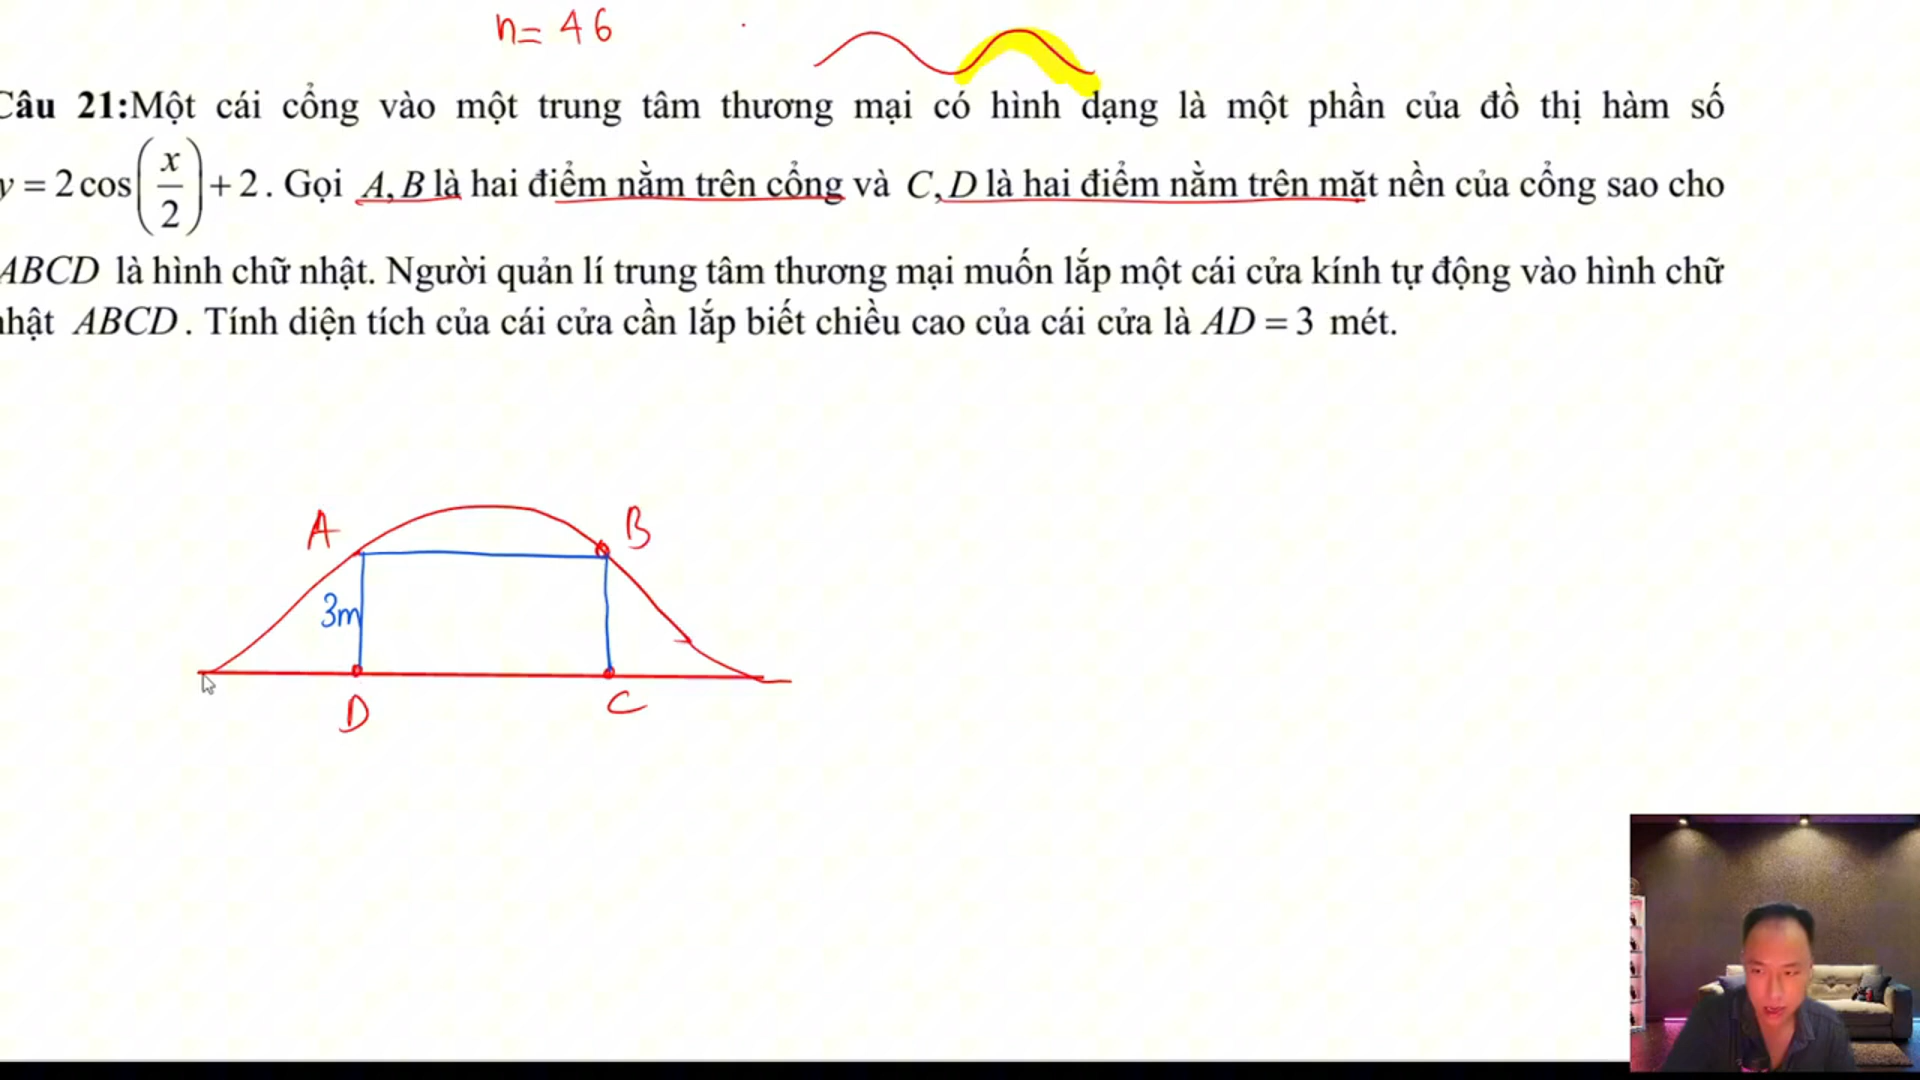 n= 46
Câu 21:Một cái cổng vào một trung tâm thương mại có hình dạng là một phần của đồ thị hàm số
y = 2 cos(x/2) + 2. Gọi A, B là hai điểm nằm trên cổng và C, D là hai điểm nằm trên mặt nền của cổng sao cho
ABCD là hình chữ nhật. Người quản lí trung tâm thương mại muốn lắp một cái cửa kính tự động vào hình chữ
nhật ABCD. Tính diện tích của cái cửa cần lắp biết chiều cao của cái cửa là AD = 3 mét.
A B
3m
D C